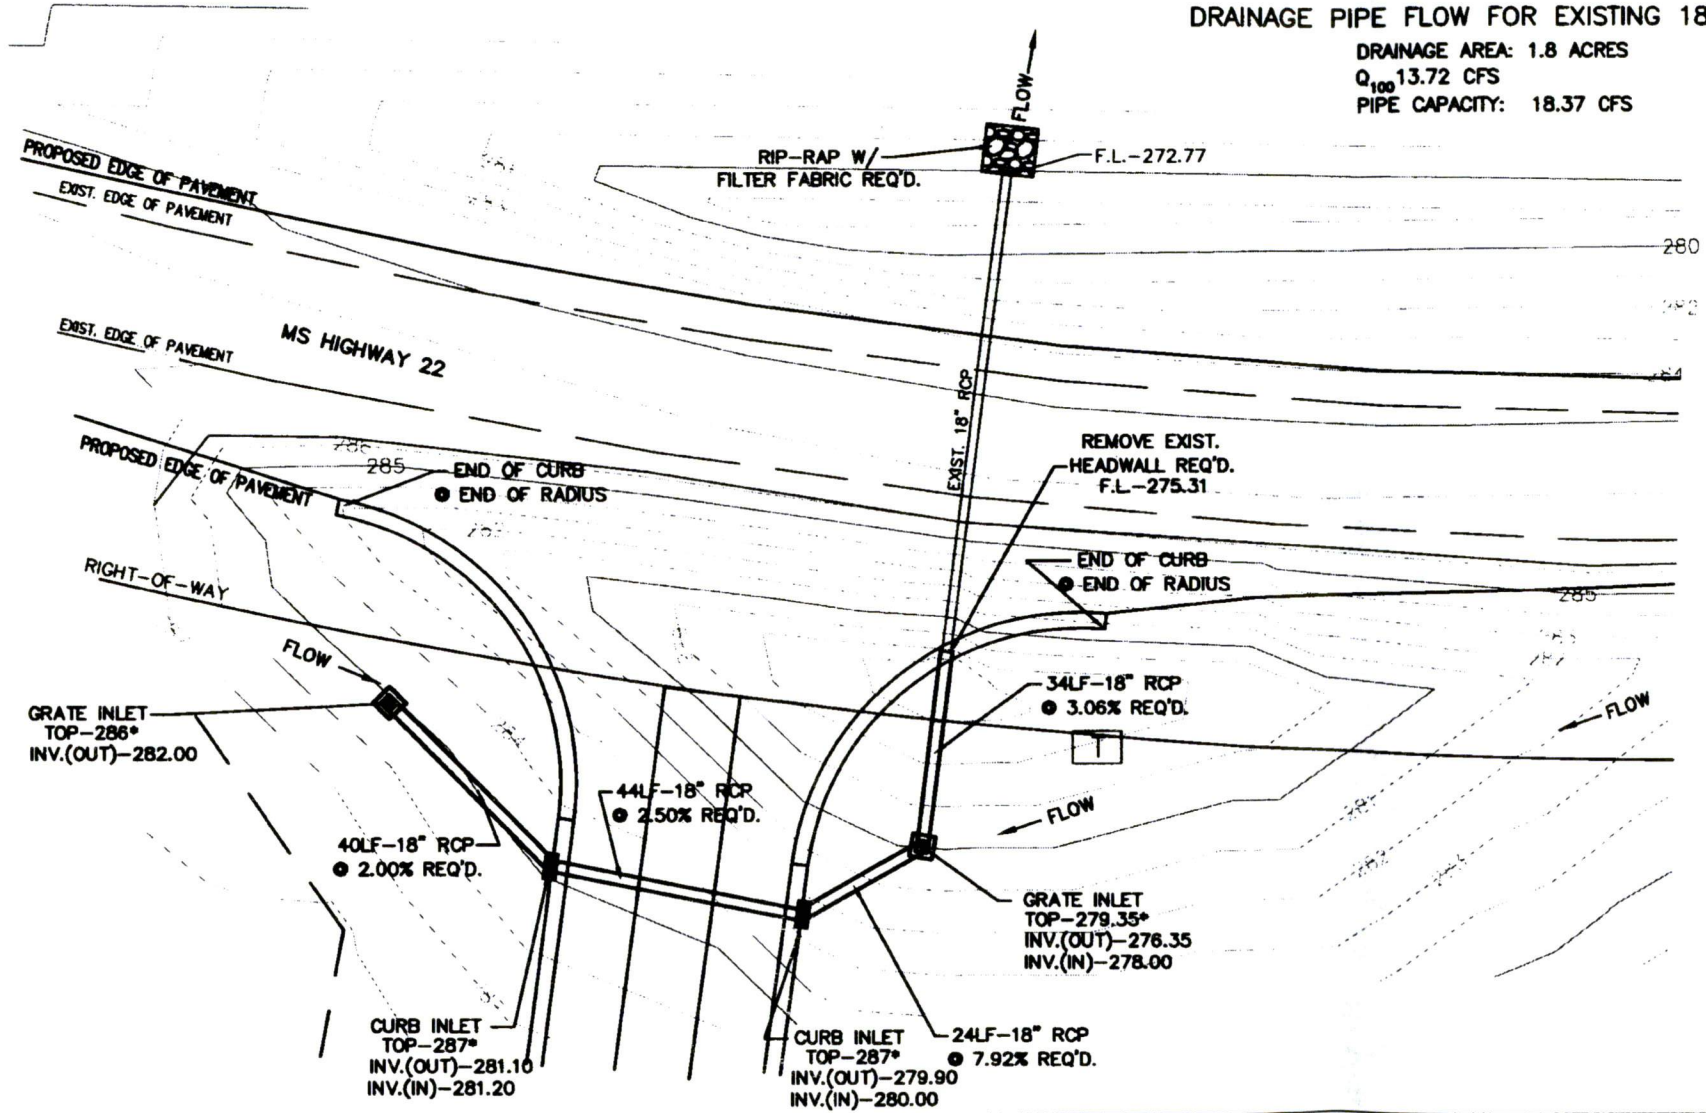 DRAINAGE PIPE FLOW FOR EXISTING 18
DRAINAGE AREA: 1.8 ACRES
Q100 13.72 CFS
PIPE CAPACITY: 18.37 CFS
FLOW
RIP-RAP W/
FILTER FABRIC REQ'D.
F.L.-272.77
PROPOSED EDGE OF PAVEMENT
EXIST. EDGE OF PAVEMENT
280
282
EXIST. EDGE OF PAVEMENT
MS HIGHWAY 22
284
EXIST. 18" RCP
PROPOSED EDGE OF PAVEMENT
286
285
END OF CURB
@ END OF RADIUS
REMOVE EXIST.
HEADWALL REQ'D.
F.L.-275.31
END OF CURB
@ END OF RADIUS
285
RIGHT-OF-WAY
FLOW
34LF-18" RCP
@ 3.06% REQ'D.
FLOW
GRATE INLET
TOP-286*
INV.(OUT)-282.00
T
44LF-18" RCP
@ 2.50% REQ'D.
FLOW
40LF-18" RCP
@ 2.00% REQ'D.
282
GRATE INLET
TOP-279.35*
INV.(OUT)-276.35
INV.(IN)-278.00
CURB INLET
TOP-287*
INV.(OUT)-281.10
INV.(IN)-281.20
CURB INLET
TOP-287*
INV.(OUT)-279.90
INV.(IN)-280.00
24LF-18" RCP
@ 7.92% REQ'D.